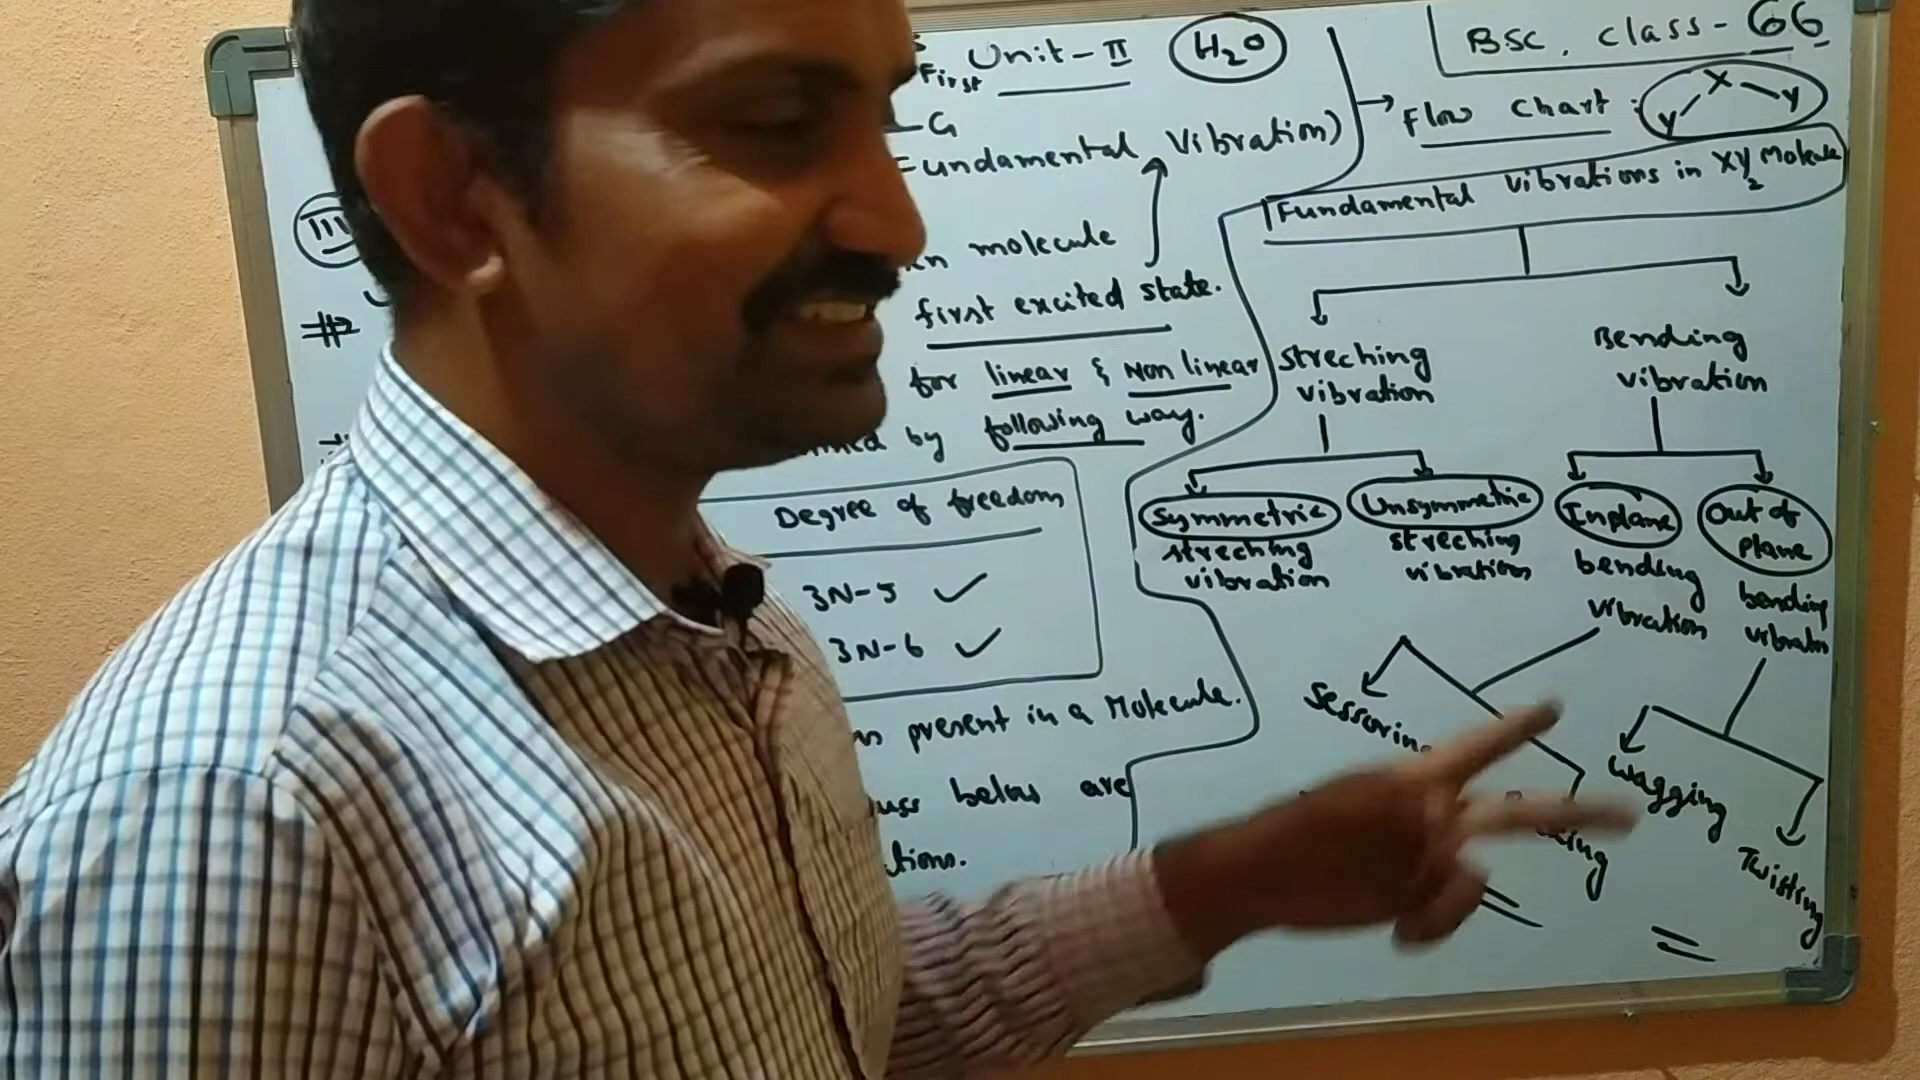 First Unit-II H₂O
G
Fundamental Vibration)
III
molecule
first excited state.
for linear & Non linear
by following way.
Degree of freedom
3N-5 ✓
3N-6 ✓
present in a Molecule.
below are
BSC, class-66
→ Flow chart :
X
Y Y
Fundamental Vibrations in XY₂ Molecule
Streching
vibration
Bending
vibration
Symmetric
streching
vibration
Unsymmetric
streching
vibrations
Inplane
bending
vibration
Out of
plane
bending
Wagging
Twisting